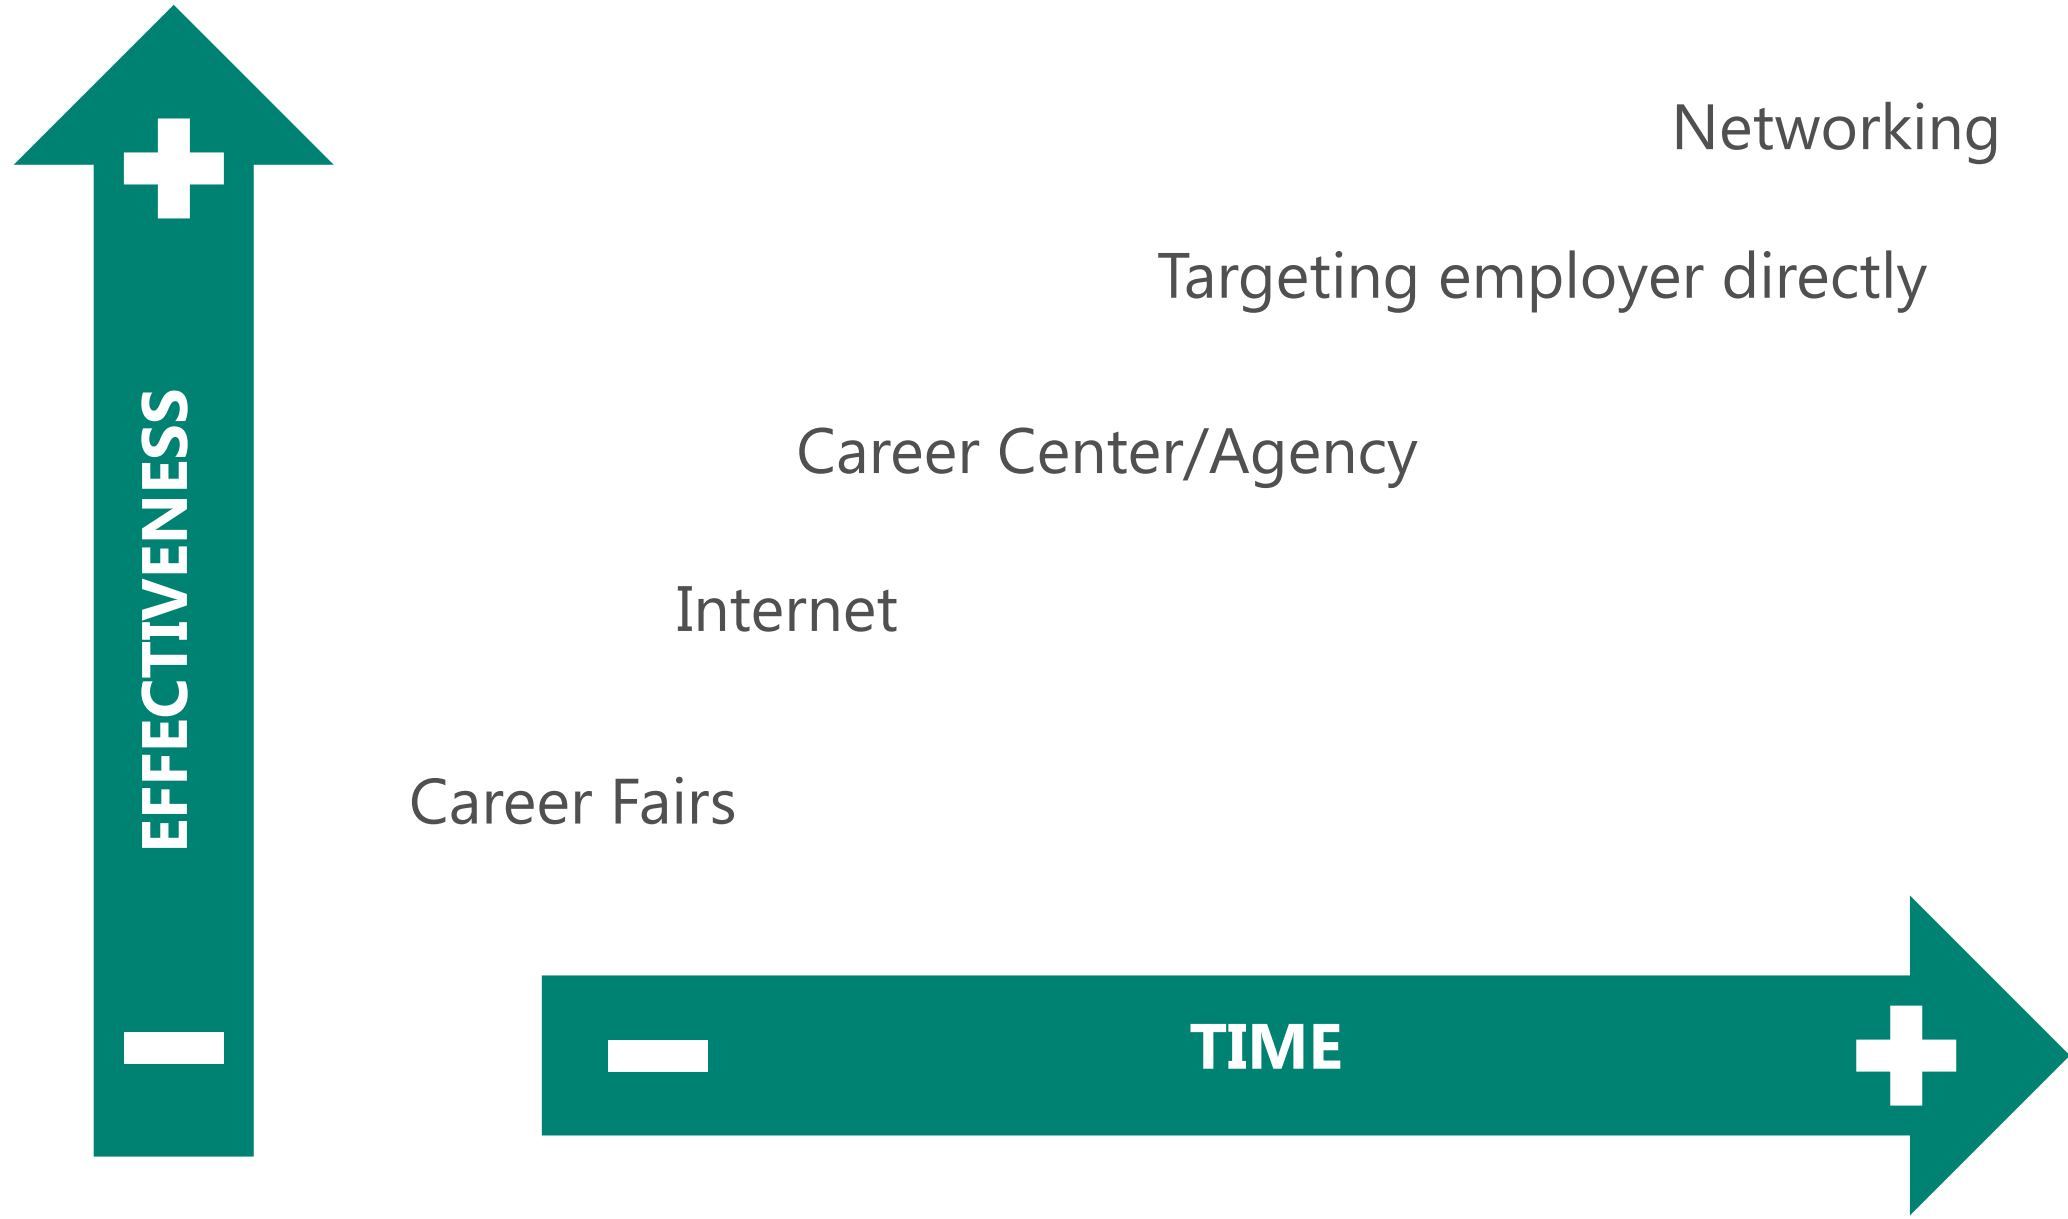 Networking
Targeting employer directly
Career Center/Agency
Internet
Career Fairs
EFFECTIVENESS
TIME